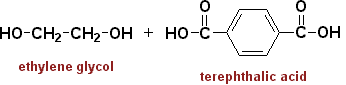 O O
HO-CH2-CH2-OH + HO-C C-OH
ethylene glycol
terephthalic acid